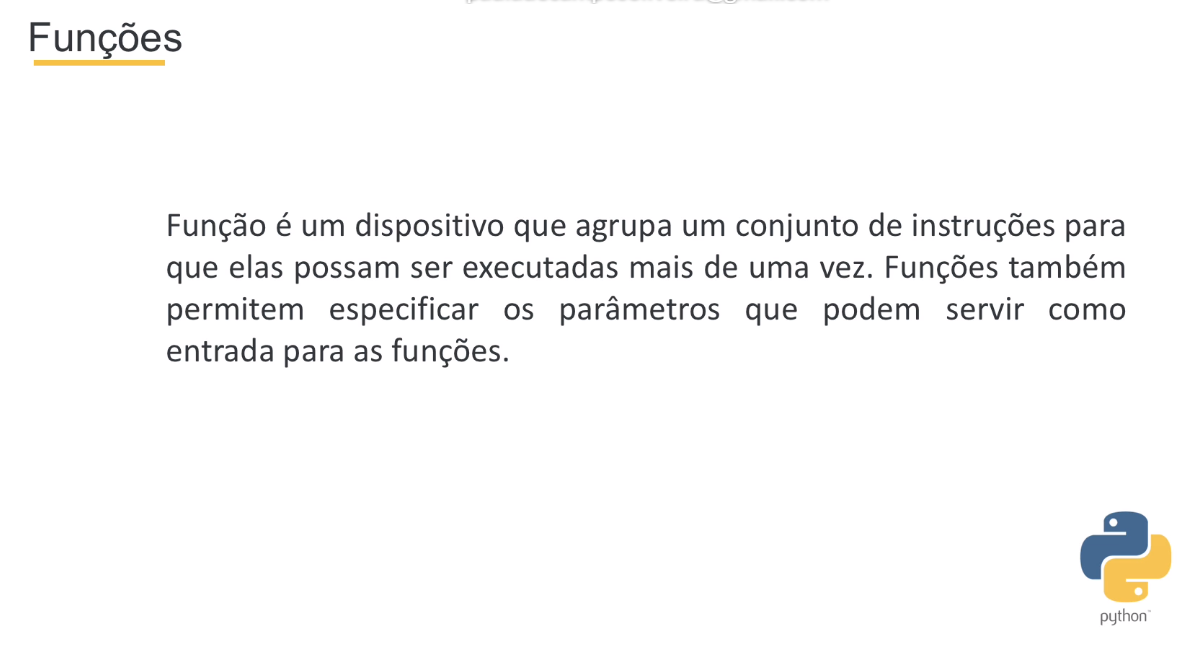 Funções
Função é um dispositivo que agrupa um conjunto de instruções para
que elas possam ser executadas mais de uma vez. Funções também
permitem especificar os parâmetros que podem servir como
entrada para as funções.
python